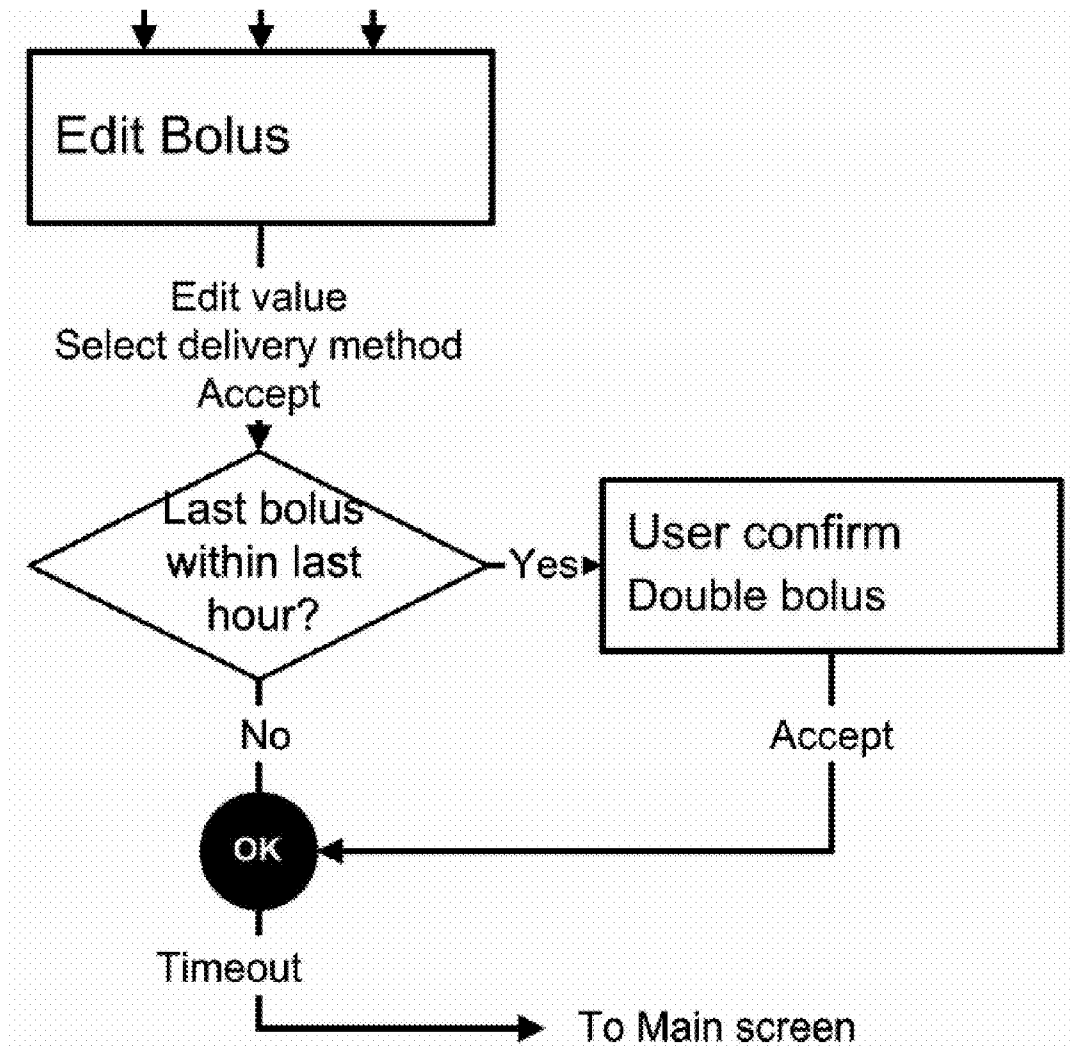 Edit Bolus
Edit value
Select delivery method
Accept
Last bolus
within last
hour?
Yes
User confirm
Double bolus
No
Accept
OK
Timeout
To Main screen